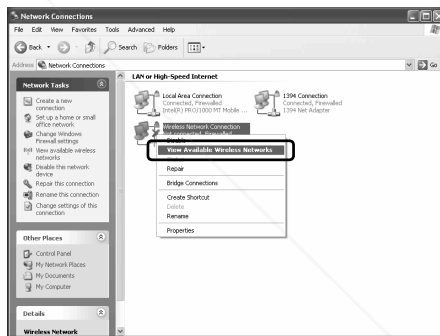 Network Connections
File Edit View Favorites Tools Advanced Help
Back Search Folders
Address Network Connections Go
Network Tasks
Create a new connection
Set up a home or small office network
Change Windows Firewall settings
View available wireless networks
Disable this network device
Repair this connection
Rename this connection
Change settings of this connection
Other Places
Control Panel
My Network Places
My Documents
My Computer
Details
Wireless Network
LAN or High-Speed Internet
Local Area Connection
Connected, Firewalled
Intel(R) PRO/1000 MT Mobile ...
1394 Connection
Connected, Firewalled
1394 Net Adapter
Wireless Network Connection
Not connected, Firewalled
Disable
View Available Wireless Networks
Repair
Bridge Connections
Create Shortcut
Delete
Rename
Properties